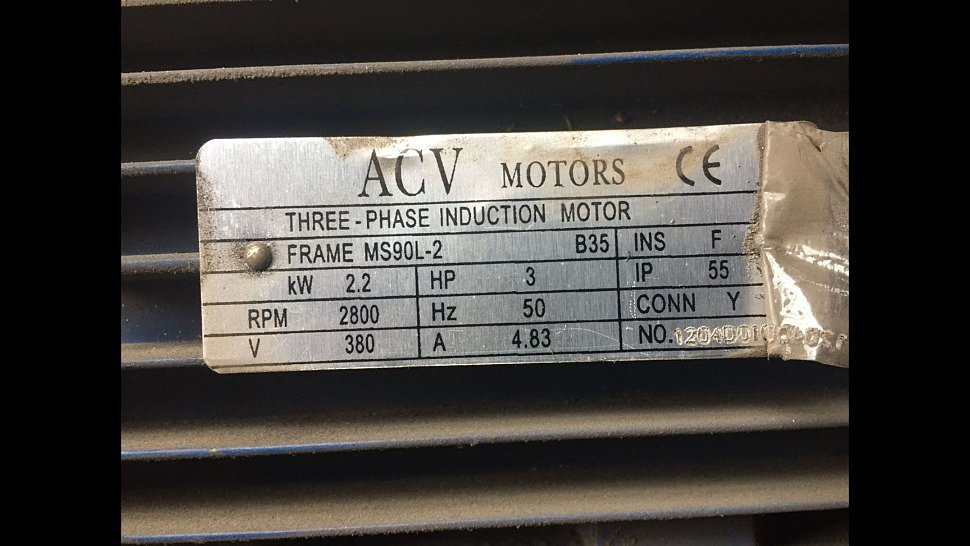 ACV MOTORS CE
THREE-PHASE INDUCTION MOTOR
FRAME MS90L-2 B35 INS F
kW 2.2 HP 3 IP 55
RPM 2800 Hz 50 CONN Y
V 380 A 4.83 NO.